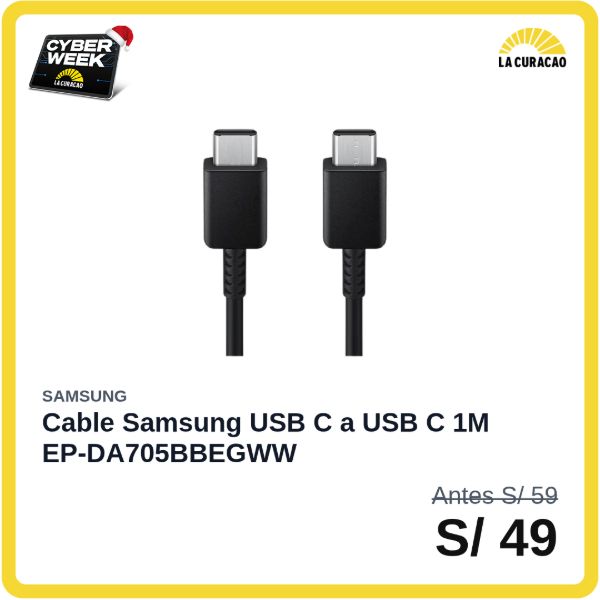 CYBER
WEEK
LA CURACAO
LA CURACAO
SAMSUNG
Cable Samsung USB C a USB C 1M
EP-DA705BBEGWW
Antes S/ 59
S/ 49